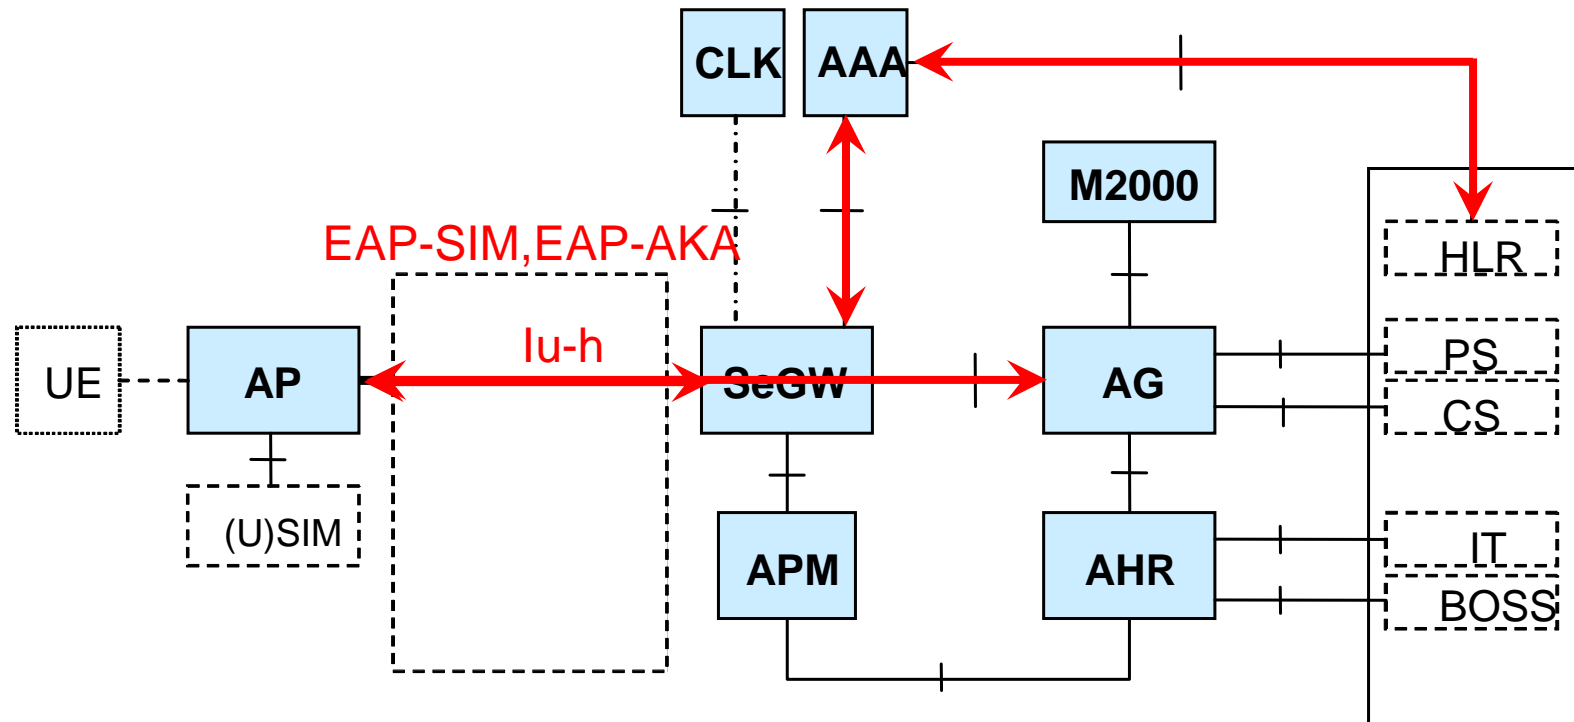 CLK
AAA
M2000
EAP-SIM,EAP-AKA
HLR
Iu-h
UE
AP
SeGW
AG
PS
CS
(U)SIM
APM
AHR
IT
BOSS